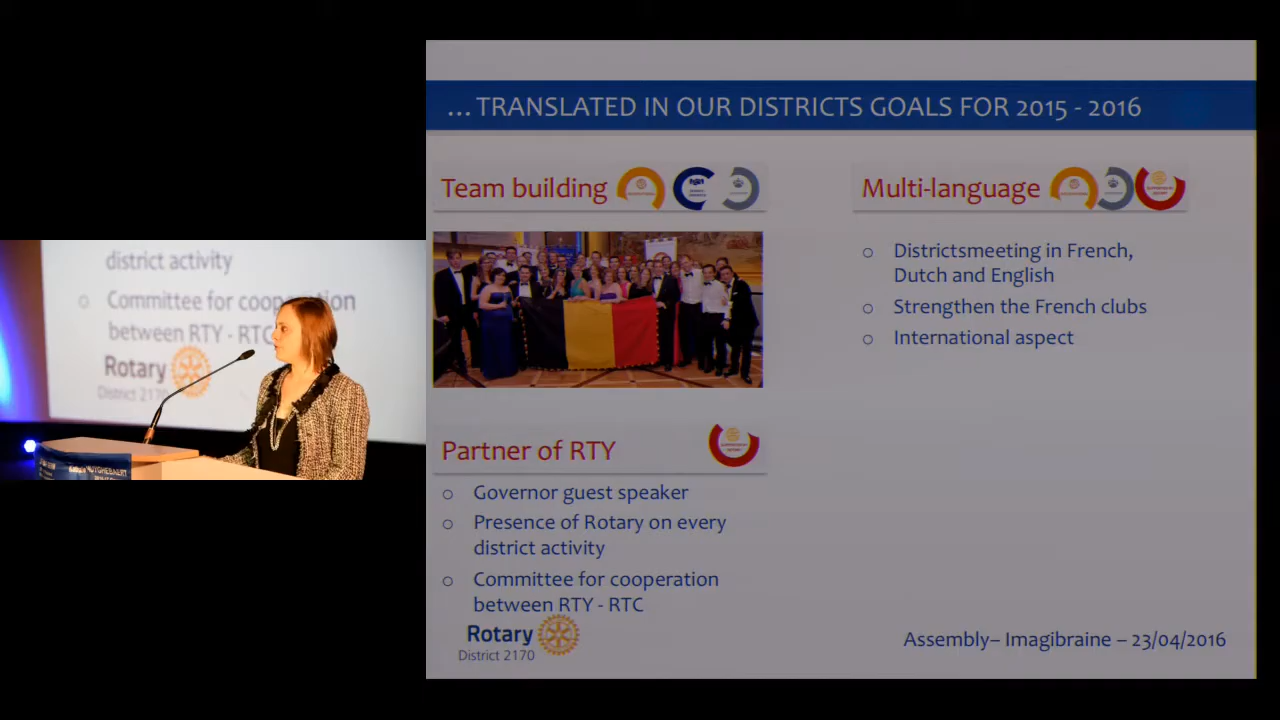 district activity
Committee for cooperation
between RTY - RTC
Rotary
District 2170
… TRANSLATED IN OUR DISTRICTS GOALS FOR 2015 - 2016
Team building
Governor guest speaker
Partner of RTY
Presence of Rotary on every
district activity
Committee for cooperation
between RTY - RTC
Rotary
District 2170
Multi-language
Districtsmeeting in French,
Dutch and English
Strengthen the French clubs
International aspect
Assembly– Imagibraine – 23/04/2016